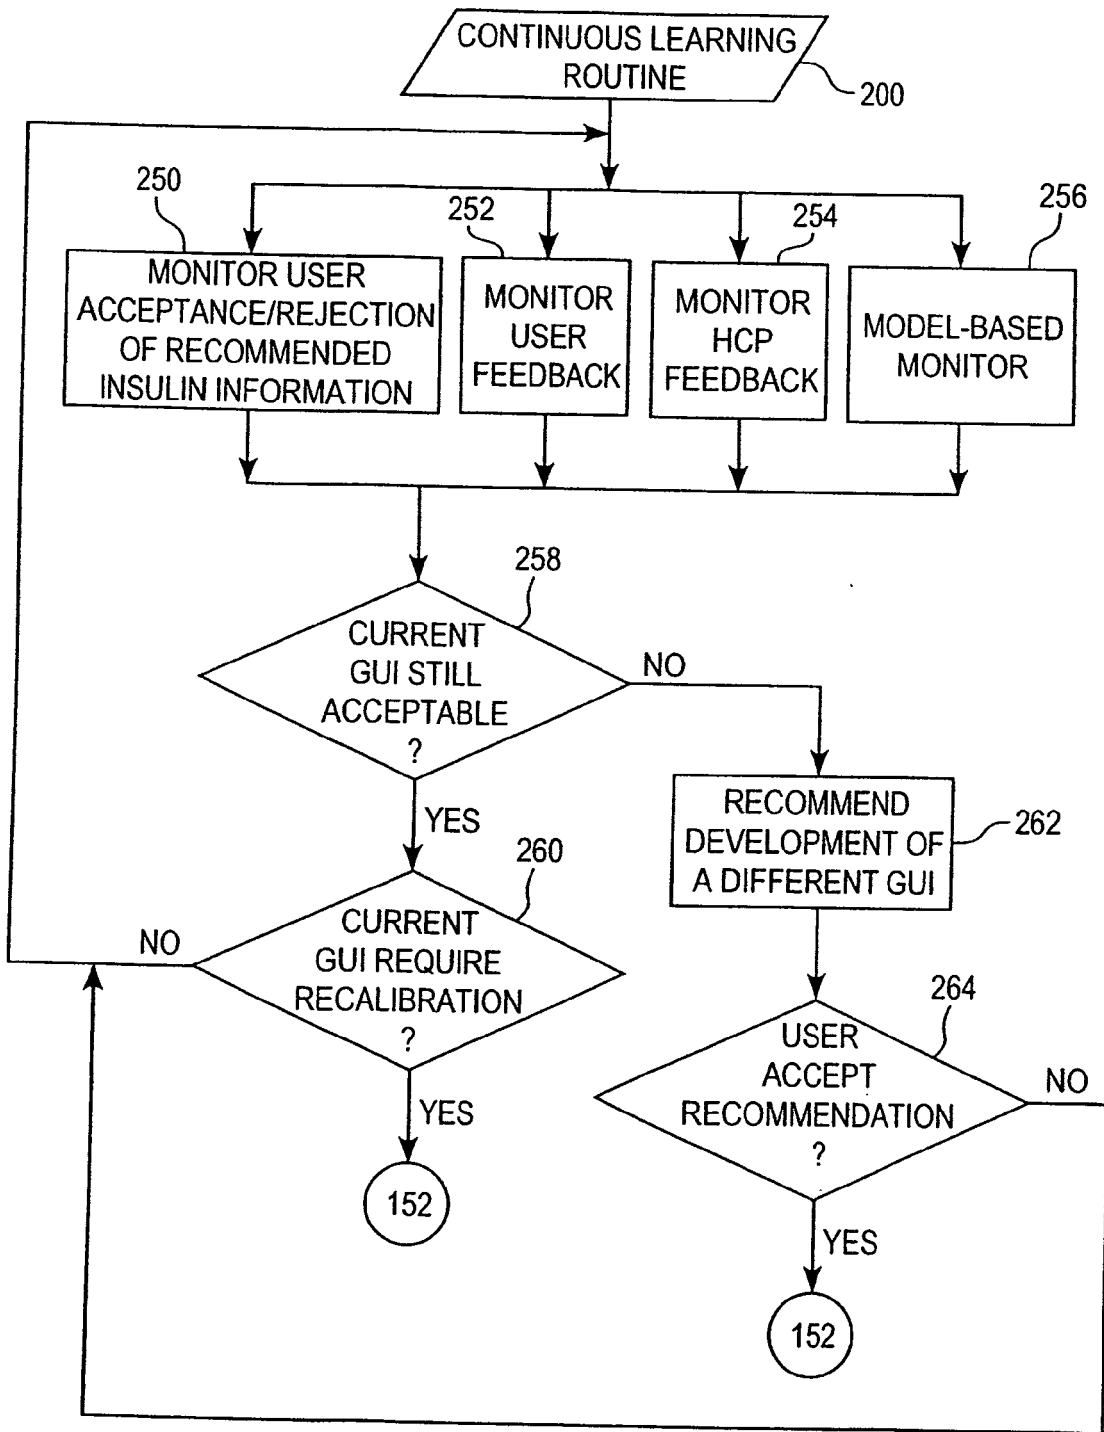 CONTINUOUS LEARNING
ROUTINE
200
250
MONITOR USER
ACCEPTANCE/REJECTION
OF RECOMMENDED
INSULIN INFORMATION
252
MONITOR
USER
FEEDBACK
254
MONITOR
HCP
FEEDBACK
256
MODEL-BASED
MONITOR
258
CURRENT
GUI STILL
ACCEPTABLE
?
NO
YES
262
RECOMMEND
DEVELOPMENT OF
A DIFFERENT GUI
260
CURRENT
GUI REQUIRE
RECALIBRATION
?
NO
YES
152
264
USER
ACCEPT
RECOMMENDATION
?
NO
YES
152